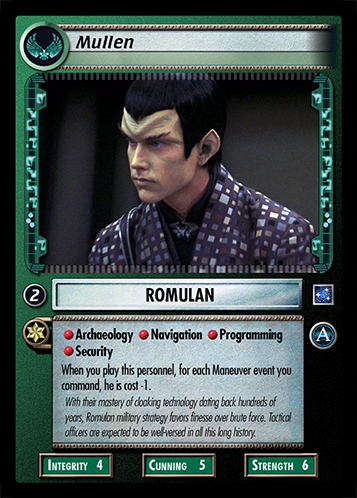 Mullen
2
ROMULAN
A
Archaeology Navigation Programming
Security
When you play this personnel, for each Maneuver event you
command, he is cost -1.
With their mastery of cloaking technology dating back hundreds of
years, Romulan military strategy favors finesse over brute force. Tactical
officers are expected to be well-versed in all this long history.
INTEGRITY 4 CUNNING 5 STRENGTH 6